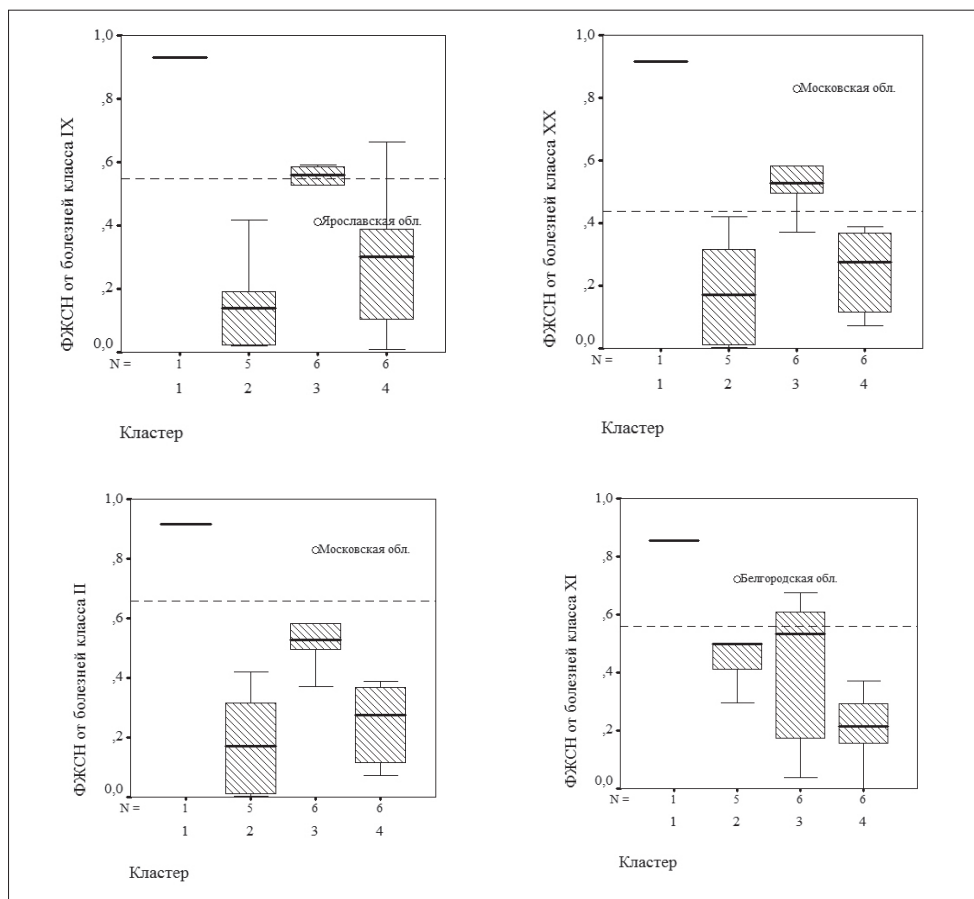 ФЖСН от болезней класса IX
1,0
,8
,6
,4
,2
0,0
Ярославская обл.
N = 1 5 6 6
1 2 3 4
Кластер
ФЖСН от болезней класса XX
1,0
,8
,6
,4
,2
0,0
Московская обл.
N = 1 5 6 6
1 2 3 4
Кластер
ФЖСН от болезней класса II
1,0
,8
,6
,4
,2
0,0
Московская обл.
N = 1 5 6 6
1 2 3 4
Кластер
ФЖСН от болезней класса XI
1,0
,8
,6
,4
,2
0,0
Белгородская обл.
N = 1 5 6 6
1 2 3 4
Кластер